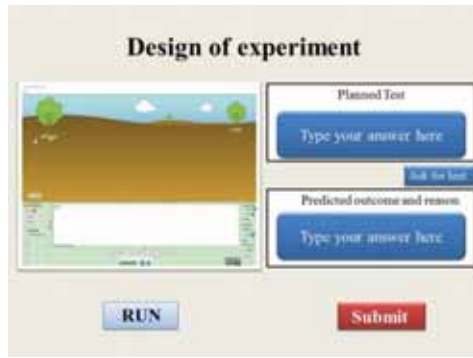 Design of experiment
Planned Test
Type your answer here
Ask for hint
Predicted outcome and reason
Type your answer here
RUN
Submit